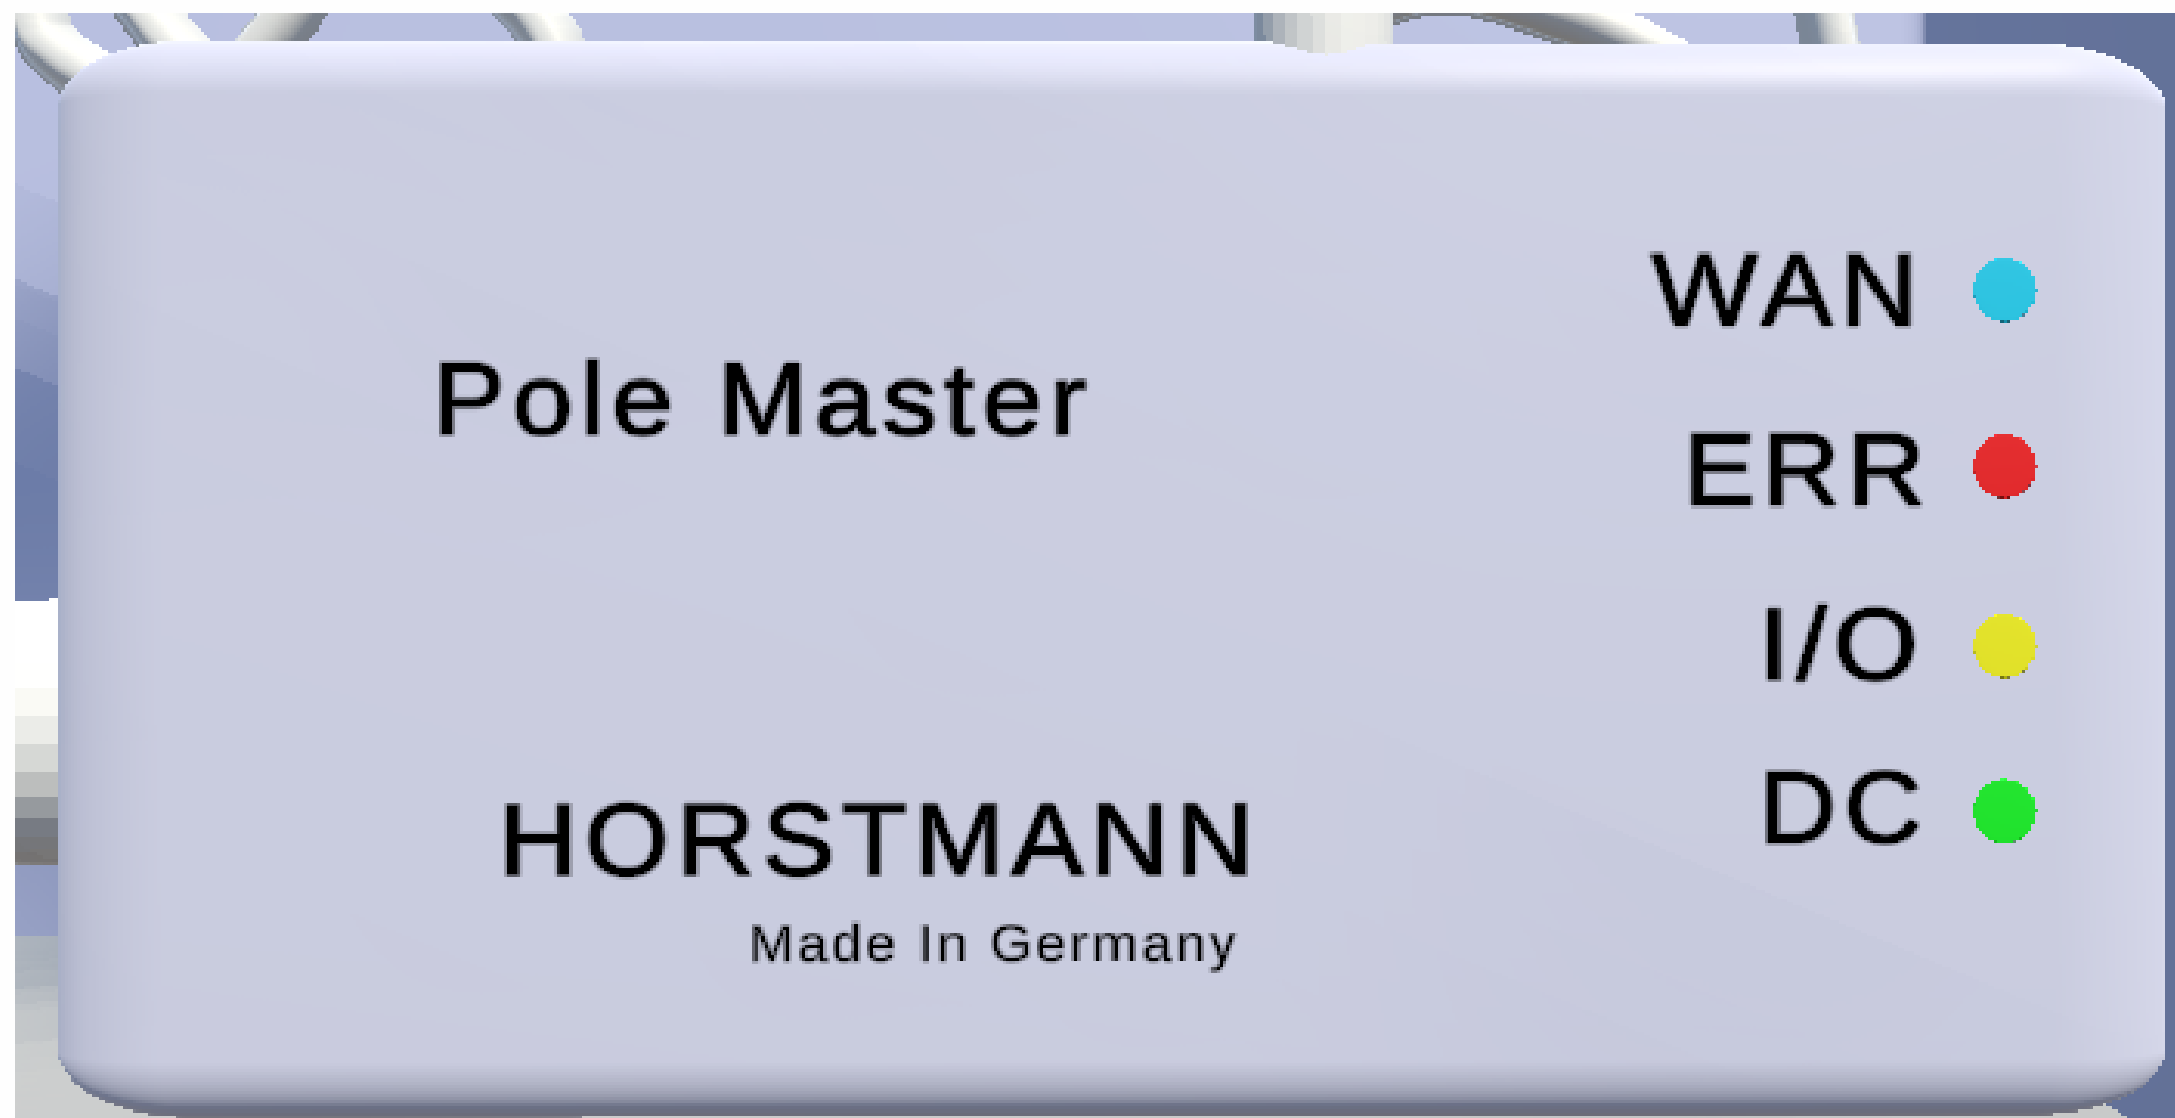 Pole Master
HORSTMANN
Made In Germany
WAN
ERR
I/O
DC